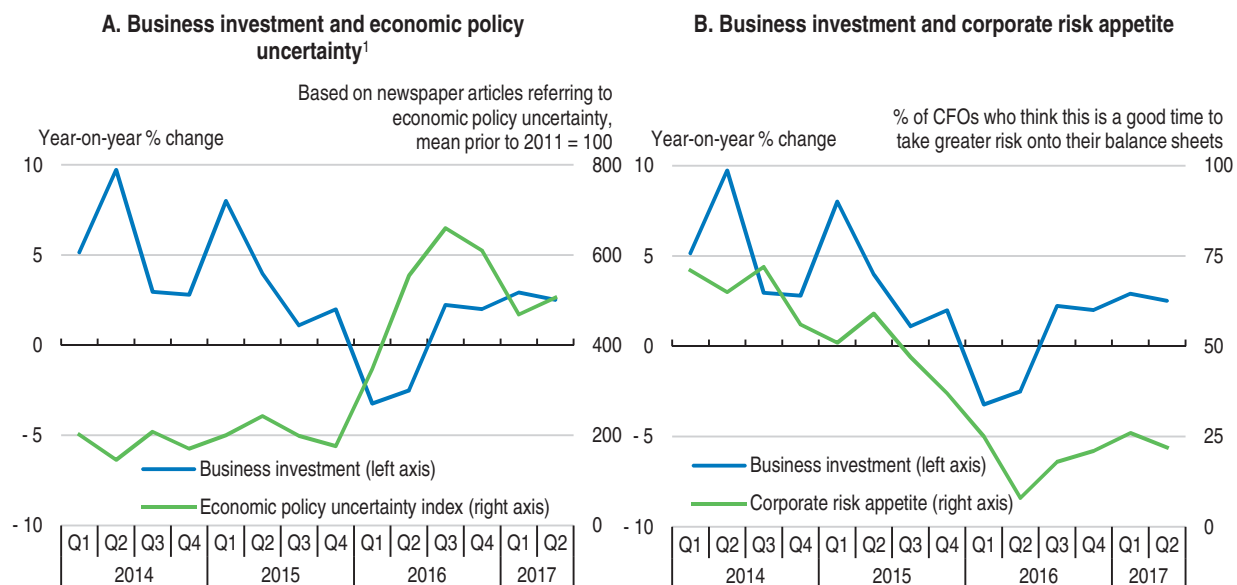 A. Business investment and economic policy
uncertainty1
Based on newspaper articles referring to
economic policy uncertainty,
mean prior to 2011 = 100
Year-on-year % change
10
5
0
- 5
- 10
800
600
400
200
0
Business investment (left axis)
Economic policy uncertainty index (right axis)
Q1 Q2 Q3 Q4 Q1 Q2 Q3 Q4 Q1 Q2 Q3 Q4 Q1 Q2
2014 2015 2016 2017
B. Business investment and corporate risk appetite
% of CFOs who think this is a good time to
take greater risk onto their balance sheets
Year-on-year % change
10
5
0
- 5
- 10
100
75
50
25
0
Business investment (left axis)
Corporate risk appetite (right axis)
Q1 Q2 Q3 Q4 Q1 Q2 Q3 Q4 Q1 Q2 Q3 Q4 Q1 Q2
2014 2015 2016 2017